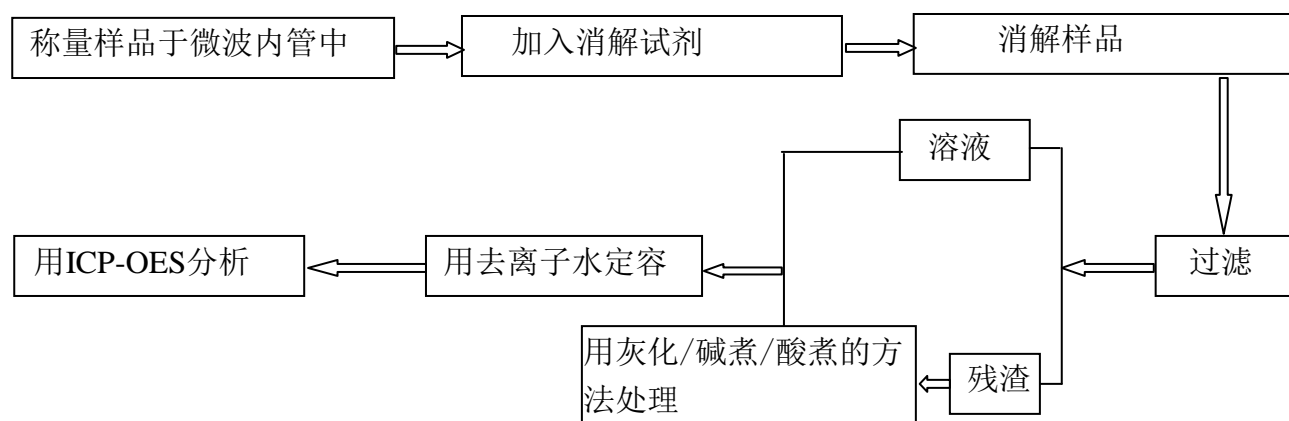 称量样品于微波内管中
加入消解试剂
消解样品
溶液
过滤
用ICP-OES分析
用去离子水定容
用灰化/碱煮/酸煮的方
法处理
残渣